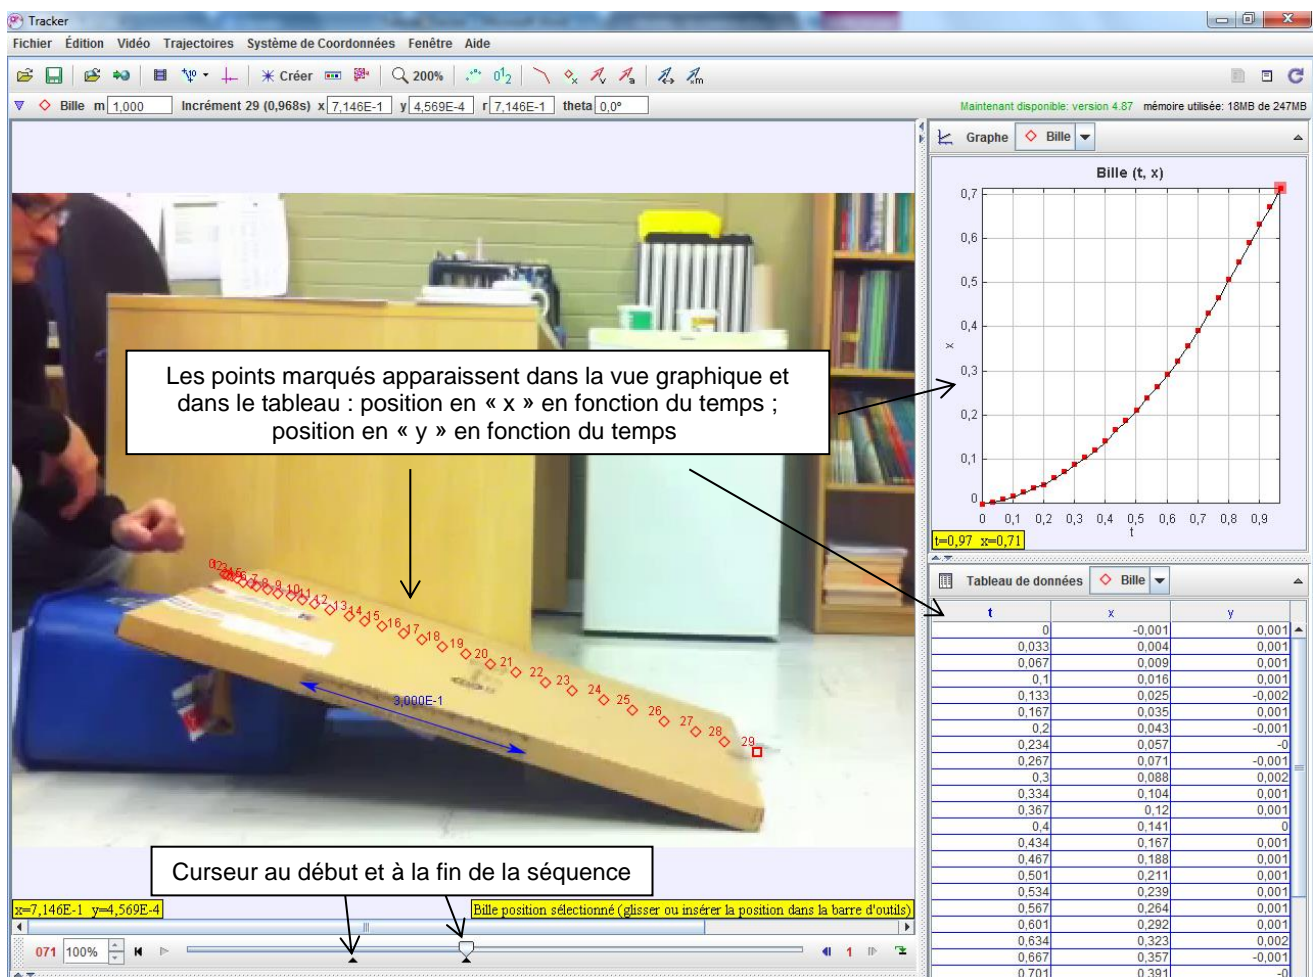 Tracker
Fichier Édition Vidéo Trajectoires Système de Coordonnées Fenêtre Aide
Créer 200%
Bille m 1,000 Incrément 29 (0,968s) x 7,146E-1 y 4,569E-4 r 7,146E-1 theta 0,0°
Maintenant disponible: version 4.87 mémoire utilisée: 18MB de 247MB
Graphe Bille
Bille (t, x)
0,7
0,6
0,5
0,4
x
0,3
0,2
0,1
0
0 0,1 0,2 0,3 0,4 0,5 0,6 0,7 0,8 0,9
t
t=0,97 x=0,71
Les points marqués apparaissent dans la vue graphique et
dans le tableau : position en « x » en fonction du temps ;
position en « y » en fonction du temps
7 8 9 10 11 12 13 14 15 16 17 18 19 20 21 22 23 24 25 26 27 28 29
3,000E-1
Curseur au début et à la fin de la séquence
x=7,146E-1 y=4,569E-4
Bille position sélectionné (glisser ou insérer la position dans la barre d'outils)
071 100% 1
Tableau de données Bille
t x y
0 -0,001 0,001
0,033 0,004 0,001
0,067 0,009 0,001
0,1 0,016 0,001
0,133 0,025 -0,002
0,167 0,035 0,001
0,2 0,043 -0,001
0,234 0,057 -0
0,267 0,071 -0,001
0,3 0,088 0,002
0,334 0,104 0,001
0,367 0,12 0,001
0,4 0,141 0
0,434 0,167 0,001
0,467 0,188 0,001
0,501 0,211 0,001
0,534 0,239 0,001
0,567 0,264 0,001
0,601 0,292 0,001
0,634 0,323 0,002
0,667 0,357 -0,001
0,701 0,391 -0